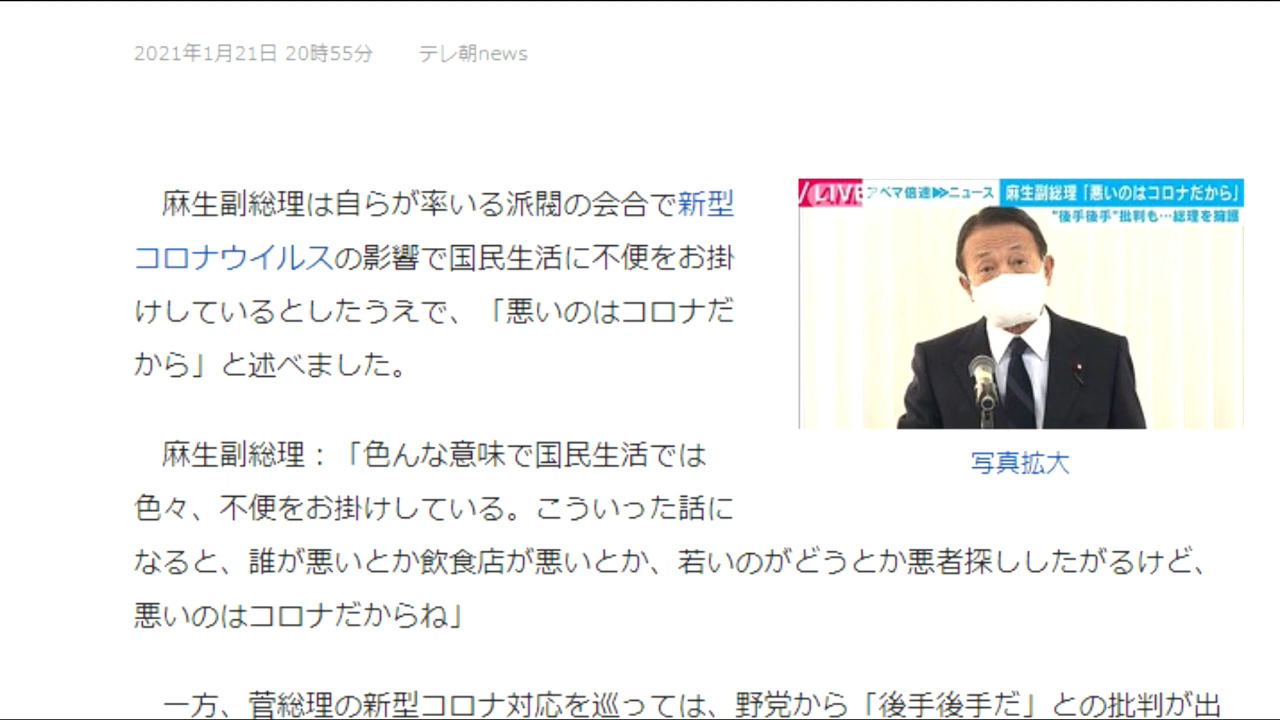 2021年1月21日 20時55分 テレ朝news
麻生副総理は自らが率いる派閥の会合で新型
コロナウイルスの影響で国民生活に不便をお掛
けしているとしたうえで、「悪いのはコロナだ
から」と述べました。
LIVE アベマ倍速▶▶ニュース 麻生副総理「悪いのはコロナだから」
"後手後手"批判も…総理を擁護
写真拡大
麻生副総理：「色んな意味で国民生活では
色々、不便をお掛けしている。こういった話に
なると、誰が悪いとか飲食店が悪いとか、若いのがどうとか悪者探ししたがるけど、
悪いのはコロナだからね」
一方、菅総理の新型コロナ対応を巡っては、野党から「後手後手だ」との批判が出